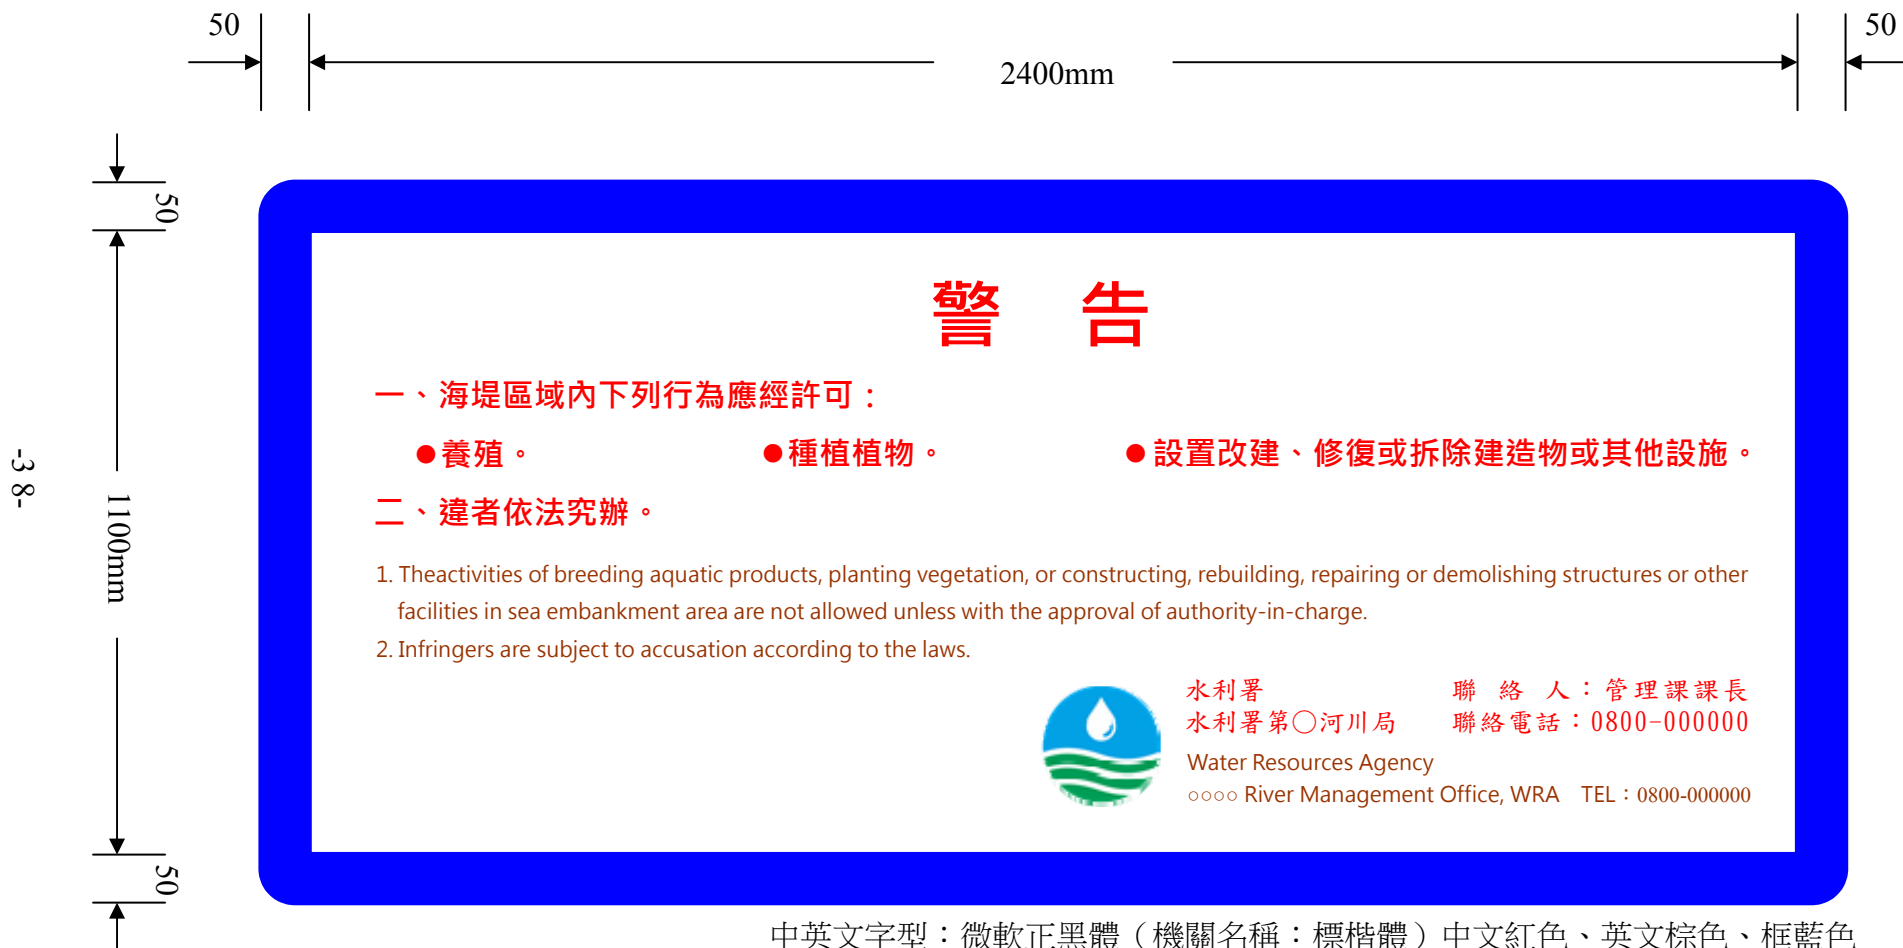 50
2400mm
50
50
1100mm
50
-38-
警 告
一、海堤區域內下列行為應經許可：
●養殖。 ●種植植物。 ●設置改建、修復或拆除建造物或其他設施。
二、違者依法究辦。
1. Theactivities of breeding aquatic products, planting vegetation, or constructing, rebuilding, repairing or demolishing structures or other
facilities in sea embankment area are not allowed unless with the approval of authority-in-charge.
2. Infringers are subject to accusation according to the laws.
水利署 聯 絡 人：管理課課長
水利署第○河川局 聯絡電話：0800-000000
Water Resources Agency
○○○○ River Management Office, WRA TEL：0800-000000
中英文字型：微軟正黑體（機關名稱：標楷體）中文紅色、英文棕色、框藍色